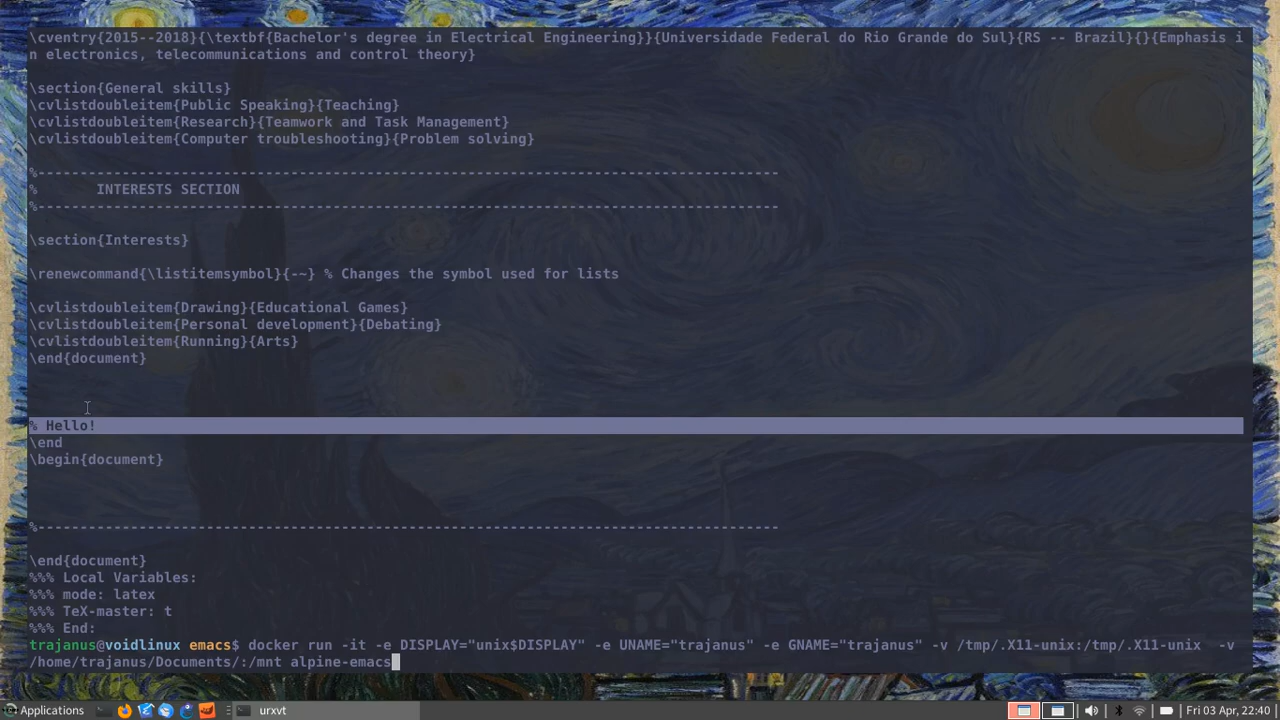 \cventry{2015--2018}{\textbf{Bachelor's degree in Electrical Engineering}}{Universidade Federal do Rio Grande do Sul}{RS -- Brazil}{}{Emphasis i
n electronics, telecommunications and control theory}
\section{General skills}
\cvlistdoubleitem{Public Speaking}{Teaching}
\cvlistdoubleitem{Research}{Teamwork and Task Management}
\cvlistdoubleitem{Computer troubleshooting}{Problem solving}
%----------------------------------------------------------------------------------------
%       INTERESTS SECTION
%----------------------------------------------------------------------------------------
\section{Interests}
\renewcommand{\listitemsymbol}{-~} % Changes the symbol used for lists
\cvlistdoubleitem{Drawing}{Educational Games}
\cvlistdoubleitem{Personal development}{Debating}
\cvlistdoubleitem{Running}{Arts}
\end{document}
% Hello!
\end
\begin{document}
%----------------------------------------------------------------------------------------
\end{document}
%%% Local Variables:
%%% mode: latex
%%% TeX-master: t
%%% End:
trajanus@voidlinux emacs$ docker run -it -e DISPLAY="unix$DISPLAY" -e UNAME="trajanus" -e GNAME="trajanus" -v /tmp/.X11-unix:/tmp/.X11-unix  -v
/home/trajanus/Documents/:/mnt alpine-emacs
Applications
urxvt
Fri 03 Apr, 22:40